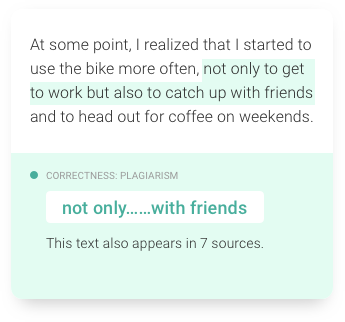 At some point, I realized that I started to
use the bike more often, not only to get
to work but also to catch up with friends
and to head out for coffee on weekends.
CORRECTNESS: PLAGIARISM
not only......with friends
This text also appears in 7 sources.